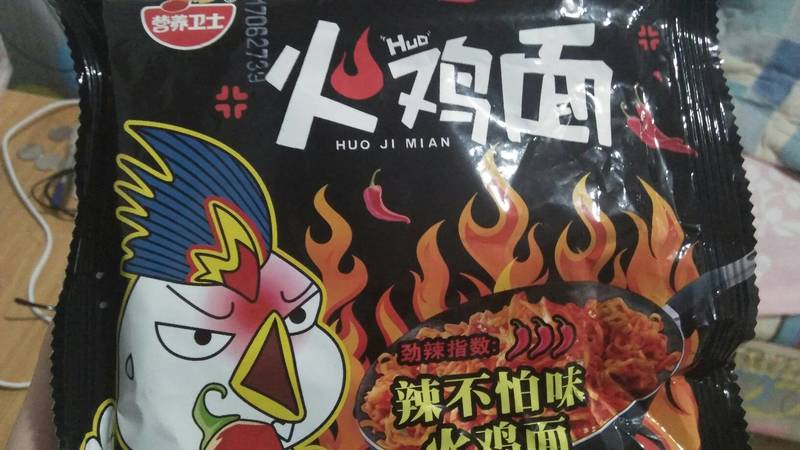 营养卫士
17062739
"HUO"
火鸡面
HUO JI MIAN
劲辣指数:
辣不怕味
火鸡面